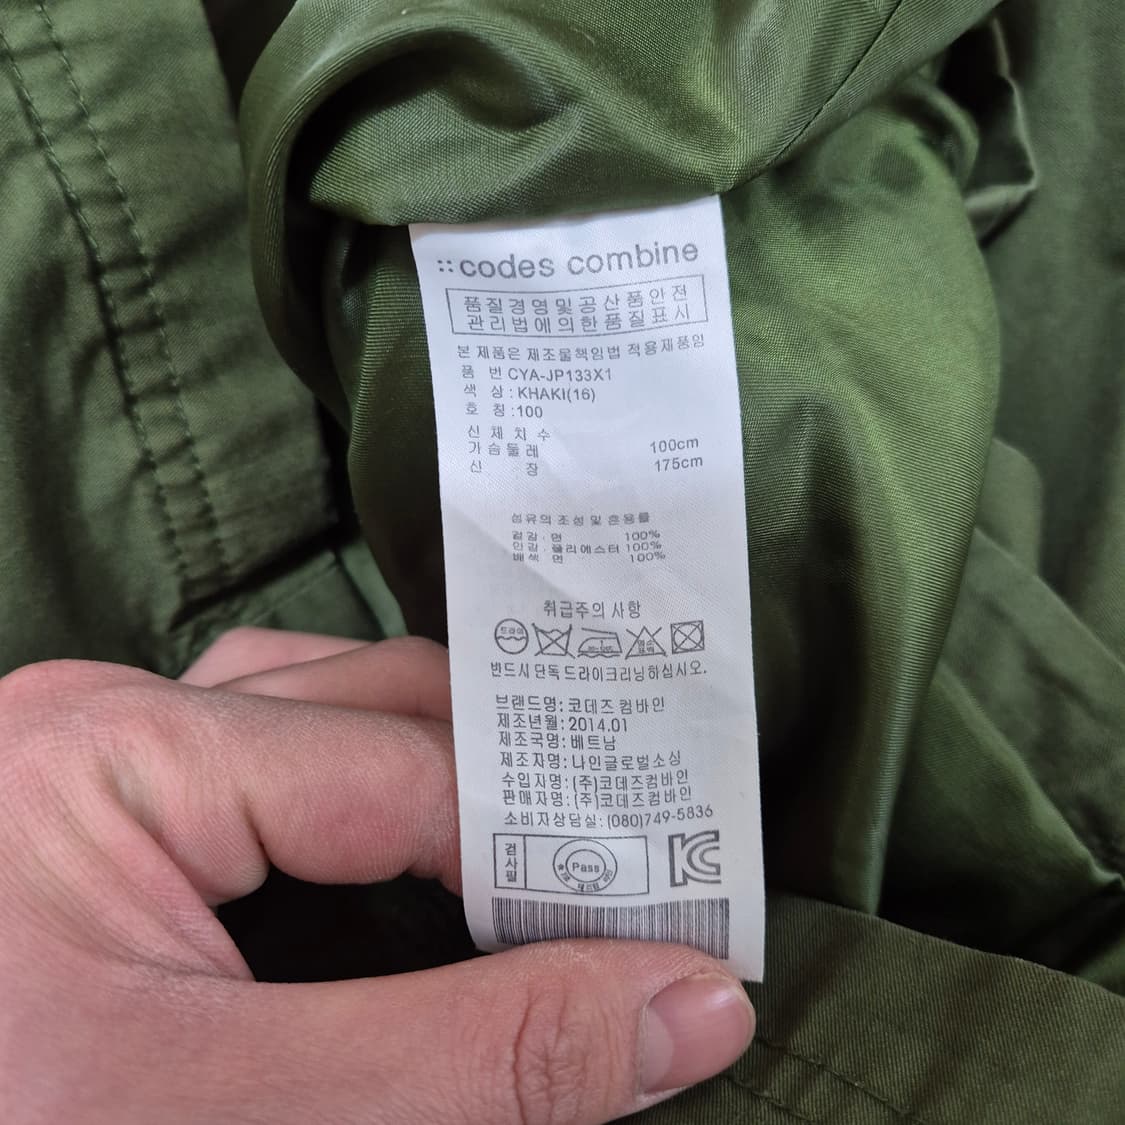 ::codes combine
품질경영및공산품안전
관리법에의한품질표시
본 제품은 제조물책임법 적용제품임
품 번 CYA-JP133X1
색 상 : KHAKI(16)
호 칭 : 100
신 체 치 수
가 슴 둘 레 100cm
신 장 175cm
섬유의 조성 및 혼용률
겉감 . 면 100%
안감 . 폴리에스터 100%
배색 면 100%
취급주의 사항
드라이
염소
표백
반드시 단독 드라이크리닝하십시오.
브랜드명: 코데즈 컴바인
제조년월: 2014.01
제조국명: 베트남
제조자명: 나인글로벌소싱
수입자명: (주)코데즈컴바인
판매자명: (주)코데즈컴바인
소비자상담실: (080)749-5836
검사필
Pass
KC